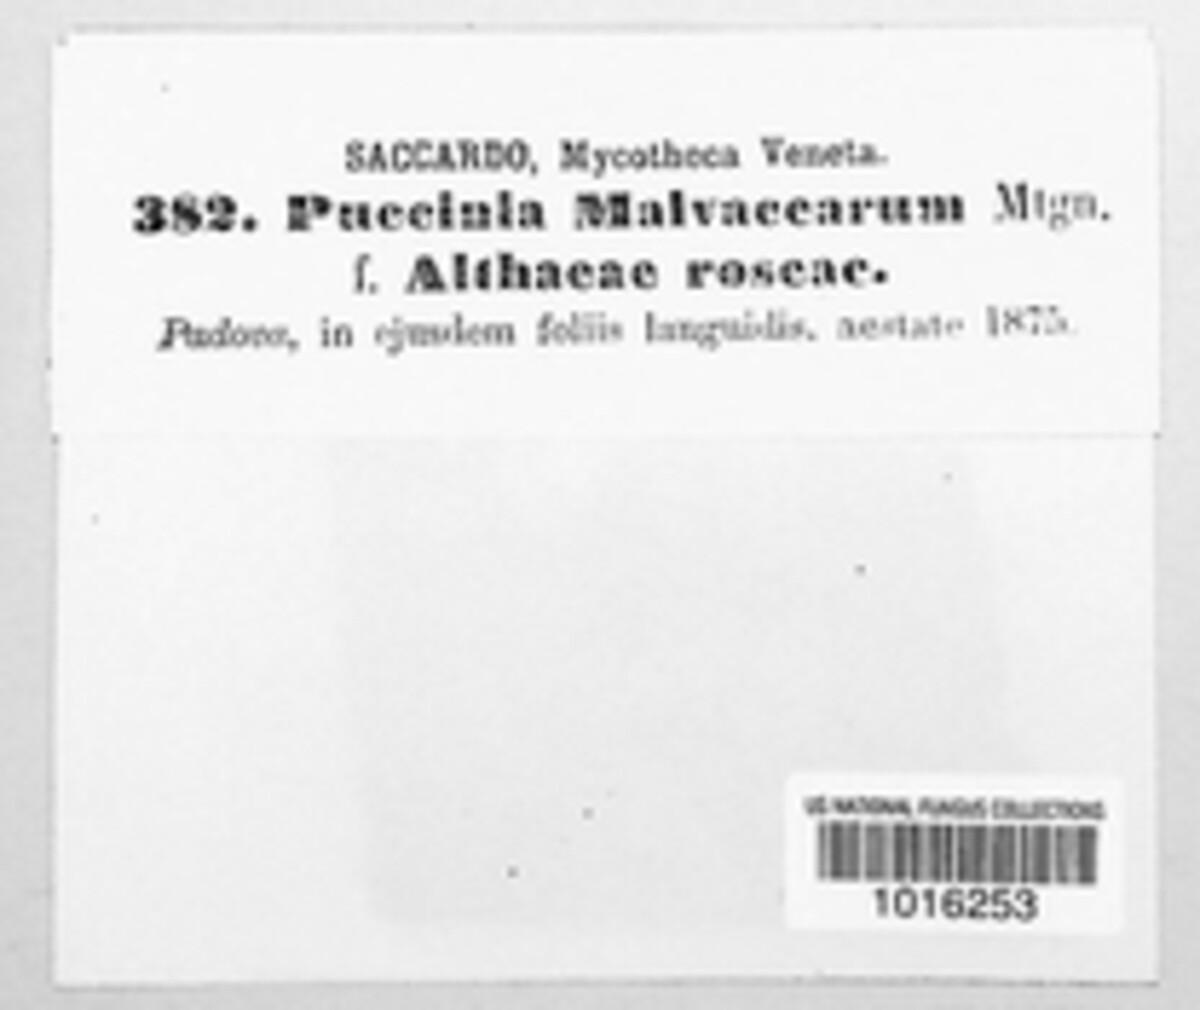 SACCARDO, Mycotheca Veneta.
382. Puccinia Malvacearum Mtgn.
f. Althaeae roseae.
Padova, in ejusdem foliis languidis. aestate 1875.
US NATIONAL FUNGUS COLLECTIONS
1016253